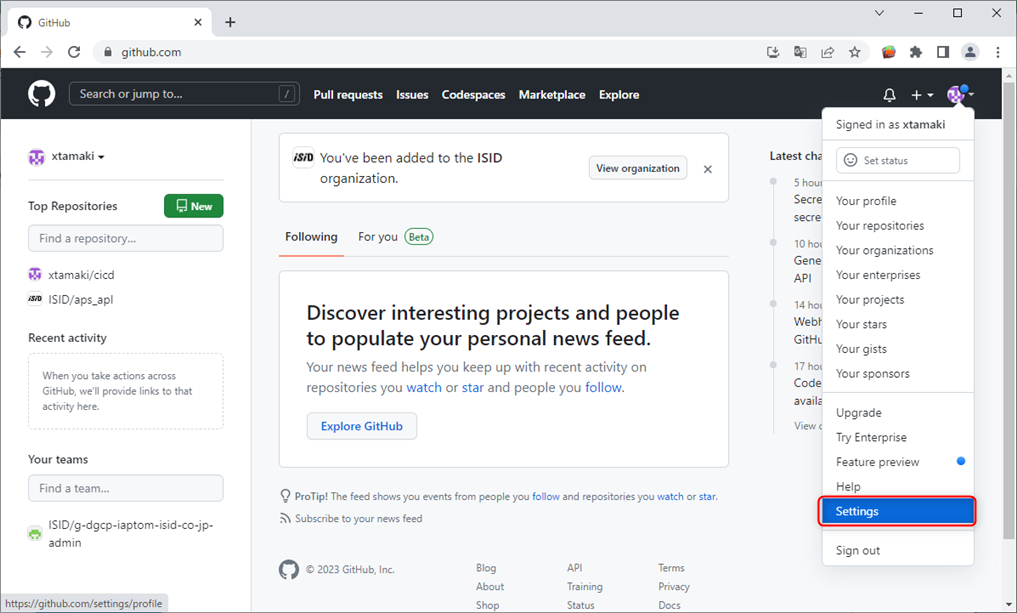 GitHub
github.com
Search or jump to... /
Pull requests Issues Codespaces Marketplace Explore
xtamaki
Top Repositories
New
Find a repository...
xtamaki/cicd
ISID ISID/aps_apl
Recent activity
When you take actions across
GitHub, we'll provide links to that
activity here.
Your teams
Find a team...
ISID/g-dgcp-iaptom-isid-co-jp-
admin
ISID You've been added to the ISID
organization.
View organization
Following For you Beta
Discover interesting projects and people
to populate your personal news feed.
Your news feed helps you keep up with recent activity on
repositories you watch or star and people you follow.
Explore GitHub
ProTip! The feed shows you events from people you follow and repositories you watch or star.
Subscribe to your news feed
© 2023 GitHub, Inc.
Blog API Terms
About Training Privacy
Shop Status Docs
Latest cha
5 hou
Secre
secre
10 hou
Gene
API
14 hou
Webh
GitHu
17 hou
Code
availa
View c
Signed in as xtamaki
Set status
Your profile
Your repositories
Your organizations
Your enterprises
Your projects
Your stars
Your gists
Your sponsors
Upgrade
Try Enterprise
Feature preview
Help
Settings
Sign out
https://github.com/settings/profile